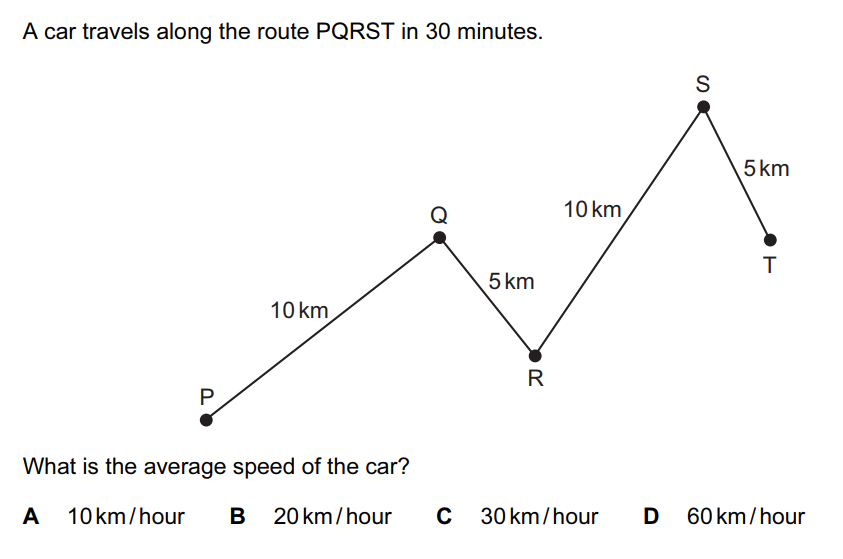 A car travels along the route PQRST in 30 minutes.
S
5 km
10 km
Q
T
5 km
10 km
R
P
What is the average speed of the car?
A 10 km / hour B 20 km / hour C 30 km / hour D 60 km / hour